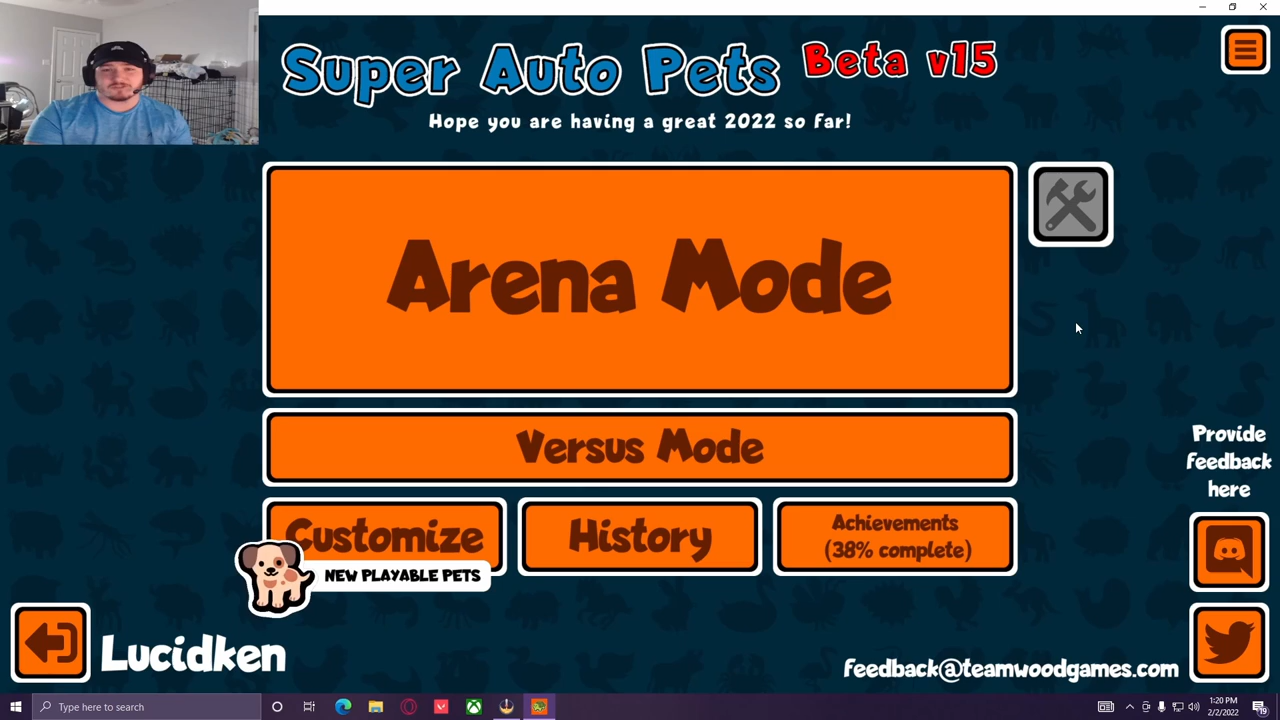 Super Auto Pets Beta v15
Hope you are having a great 2022 so far!
Arena Mode
Versus Mode
Customize
History
Achievements
(38% complete)
NEW PLAYABLE PETS
Provide
feedback
here
Lucidken
feedback@teamwoodgames.com
Type here to search
1:20 PM
2/2/2022
19